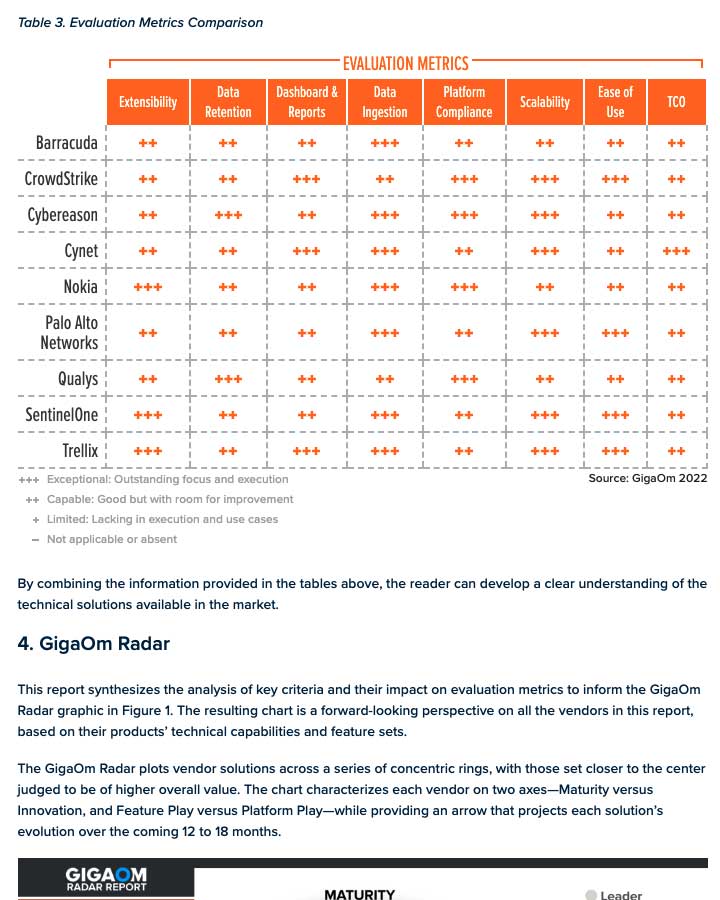 Table 3. Evaluation Metrics Comparison
EVALUATION METRICS
Extensibility Data Retention Dashboard & Reports Data Ingestion Platform Compliance Scalability Ease of Use TCO
Barracuda ++ ++ ++ +++ ++ ++ ++ ++
CrowdStrike ++ ++ +++ ++ +++ +++ +++ ++
Cybereason ++ +++ ++ +++ +++ +++ ++ ++
Cynet ++ ++ +++ +++ ++ +++ ++ +++
Nokia +++ ++ ++ +++ +++ ++ ++ ++
Palo Alto Networks ++ ++ ++ +++ ++ +++ +++ ++
Qualys ++ +++ ++ ++ +++ ++ ++ ++
SentinelOne +++ ++ ++ +++ ++ +++ +++ ++
Trellix +++ ++ +++ +++ ++ +++ +++ ++
+++ Exceptional: Outstanding focus and execution
Source: GigaOm 2022
++ Capable: Good but with room for improvement
+ Limited: Lacking in execution and use cases
– Not applicable or absent
By combining the information provided in the tables above, the reader can develop a clear understanding of the
technical solutions available in the market.
4. GigaOm Radar
This report synthesizes the analysis of key criteria and their impact on evaluation metrics to inform the GigaOm
Radar graphic in Figure 1. The resulting chart is a forward-looking perspective on all the vendors in this report,
based on their products’ technical capabilities and feature sets.
The GigaOm Radar plots vendor solutions across a series of concentric rings, with those set closer to the center
judged to be of higher overall value. The chart characterizes each vendor on two axes—Maturity versus
Innovation, and Feature Play versus Platform Play—while providing an arrow that projects each solution’s
evolution over the coming 12 to 18 months.
GIGAOM
RADAR REPORT
MATURITY
Leader